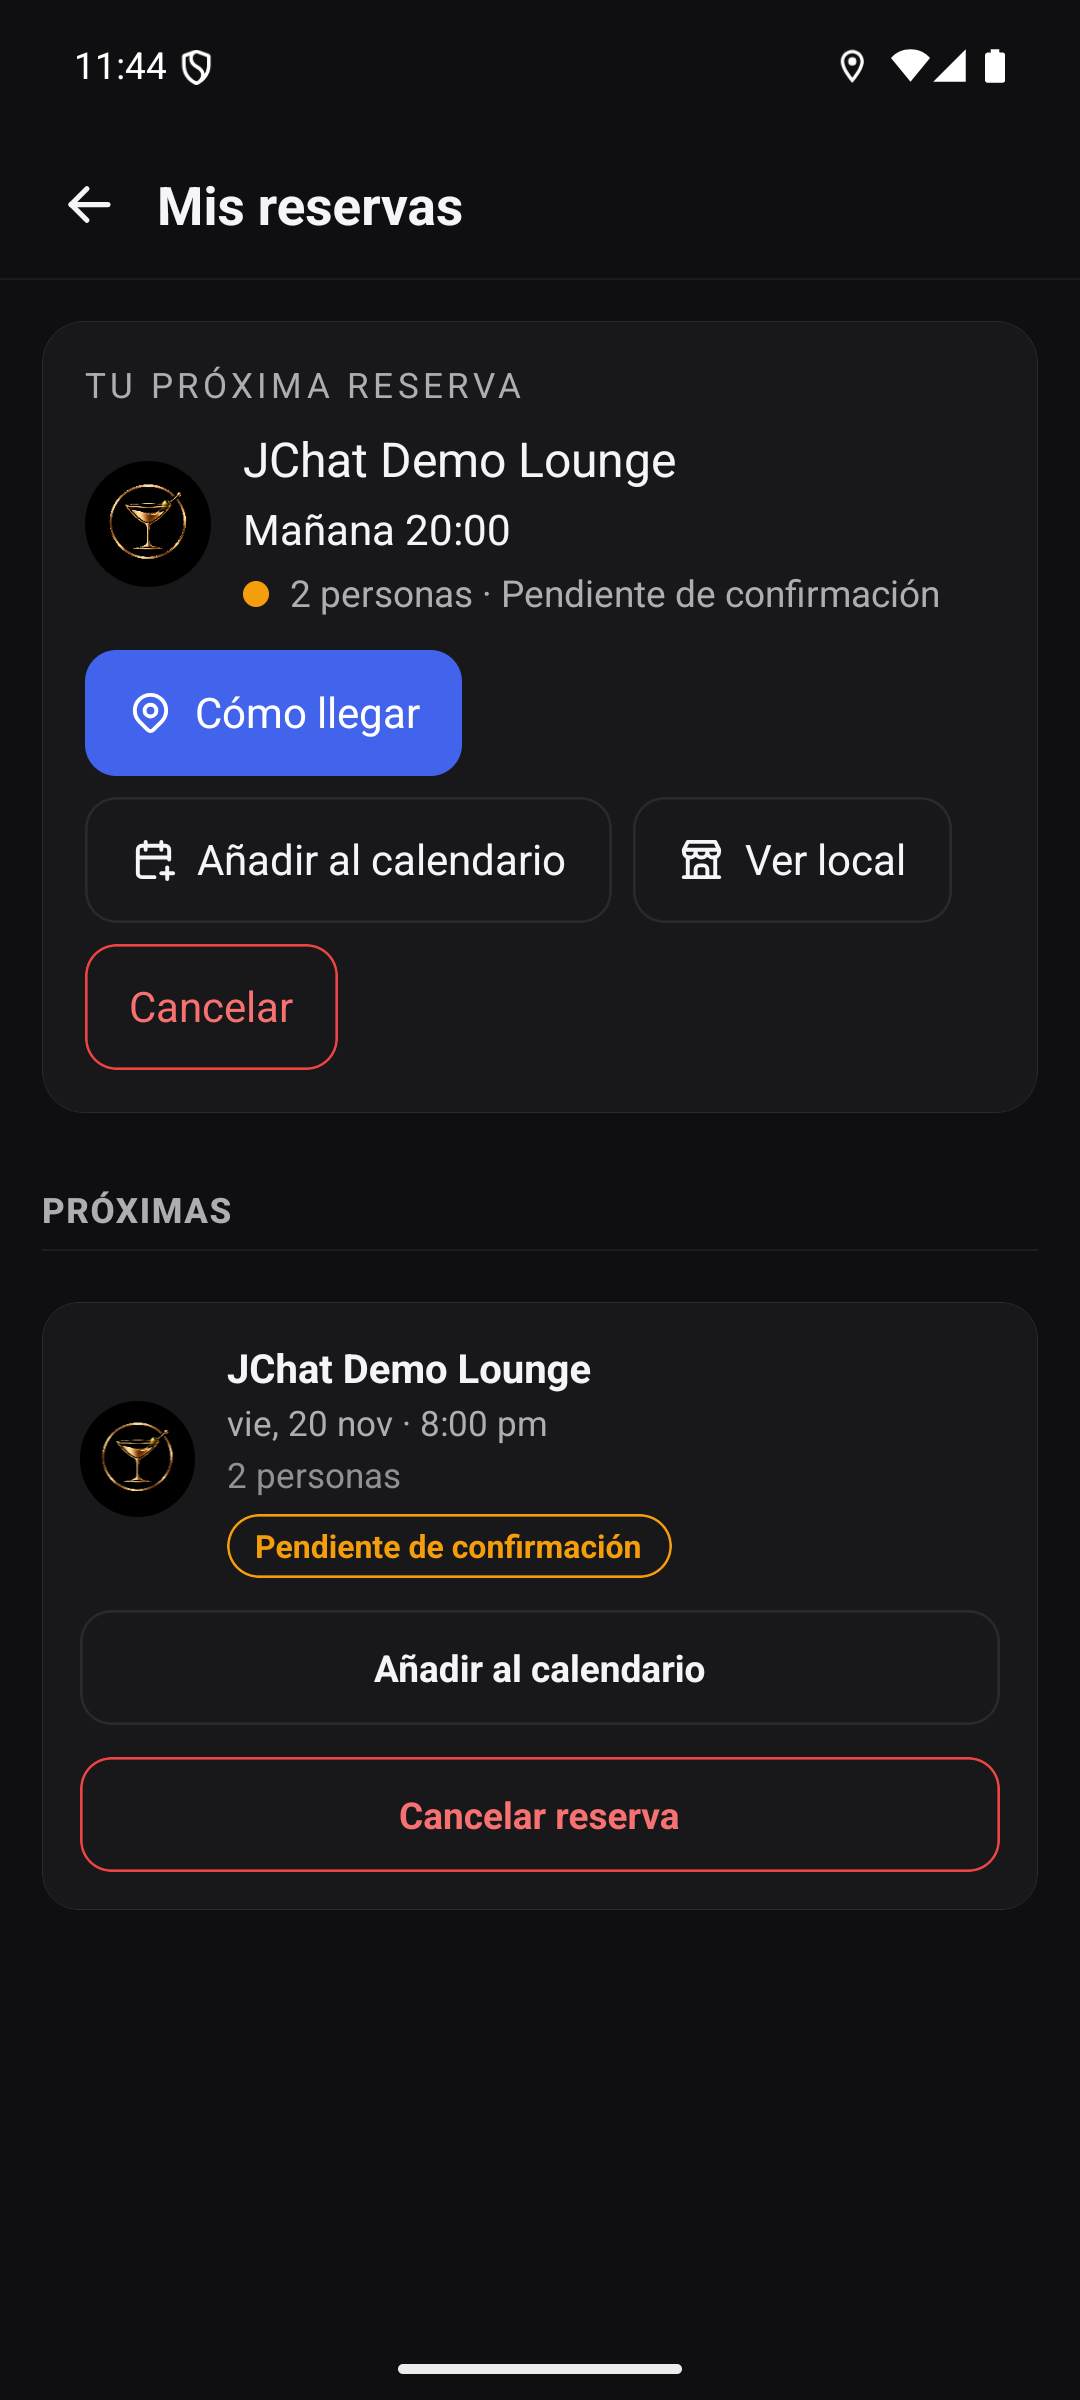 11:44
Mis reservas
TU PRÓXIMA RESERVA
JChat Demo Lounge
Mañana 20:00
2 personas · Pendiente de confirmación
Cómo llegar
Añadir al calendario
Ver local
Cancelar
PRÓXIMAS
JChat Demo Lounge
vie, 20 nov · 8:00 pm
2 personas
Pendiente de confirmación
Añadir al calendario
Cancelar reserva